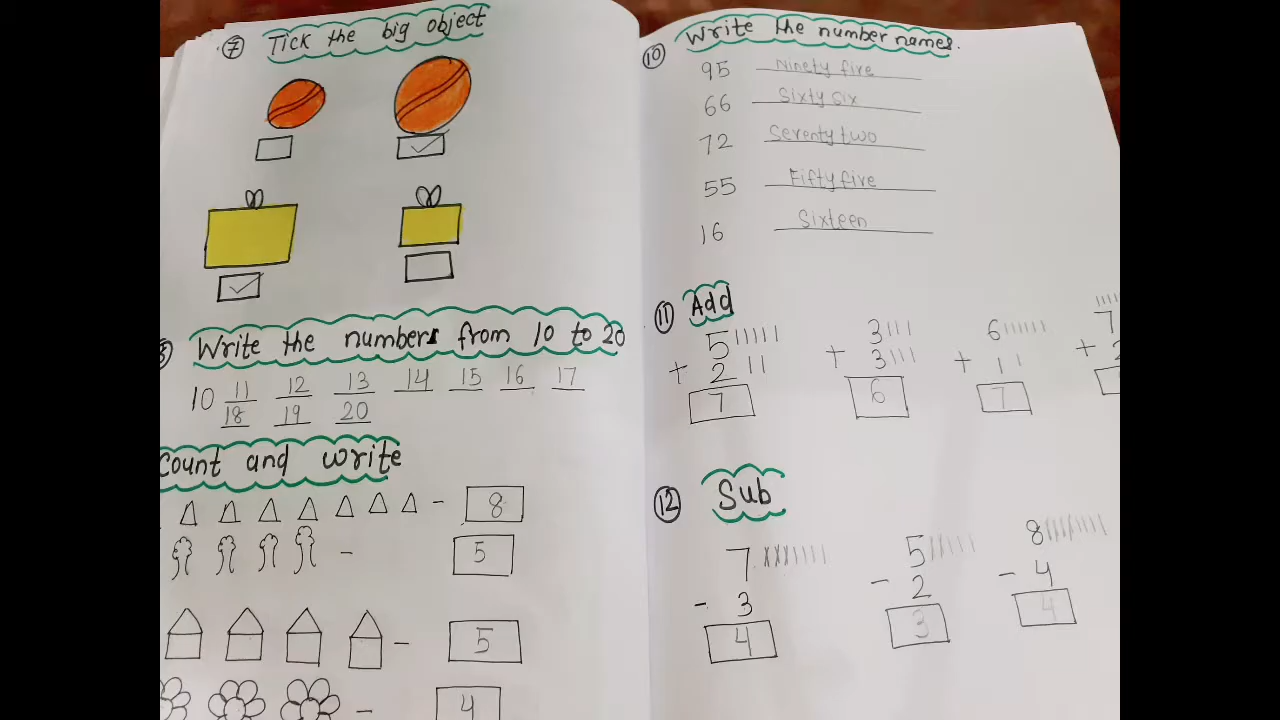 7 Tick the big object
8 Write the numbers from 10 to 20
10 11 12 13 14 15 16 17
18 19 20
Count and write
- 8
- 5
- 5
- 4
10 Write the number names.
95 Ninety five
66 Sixty six
72 Seventy two
55 Fifty five
16 Sixteen
11 Add
5 3 6 7
+ 2 + 3 + 1 +
7 6 7
12 Sub
7 5 8
- 3 - 2 - 4
4 3 4